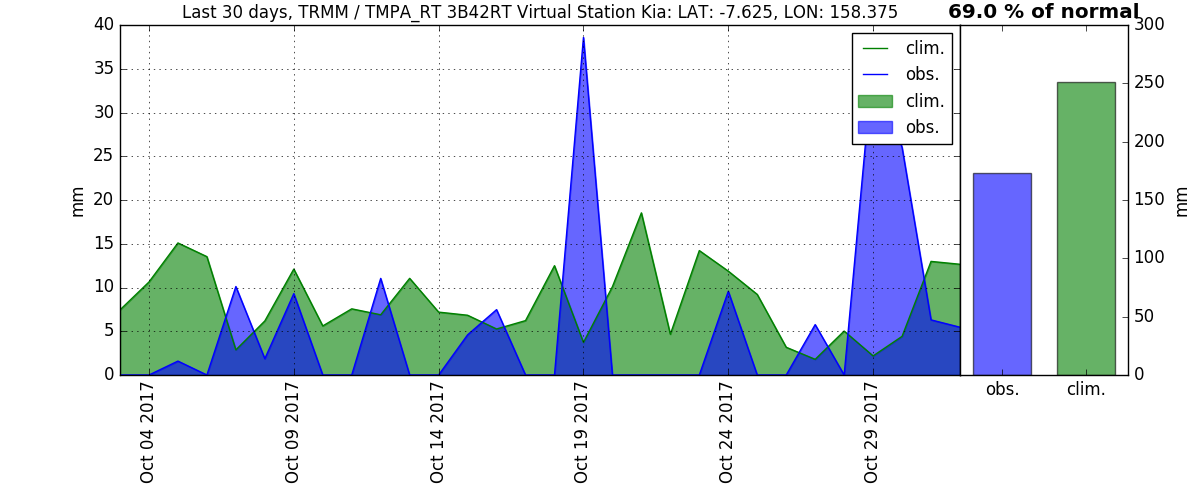 Last 30 days, TRMM / TMPA_RT 3B42RT Virtual Station Kia: LAT: -7.625, LON: 158.375
69.0 % of normal
mm
40
35
30
25
20
15
10
5
0
clim.
obs.
clim.
obs.
Oct 04 2017
Oct 09 2017
Oct 14 2017
Oct 19 2017
Oct 24 2017
Oct 29 2017
300
250
200
150
100
50
0
mm
obs.
clim.